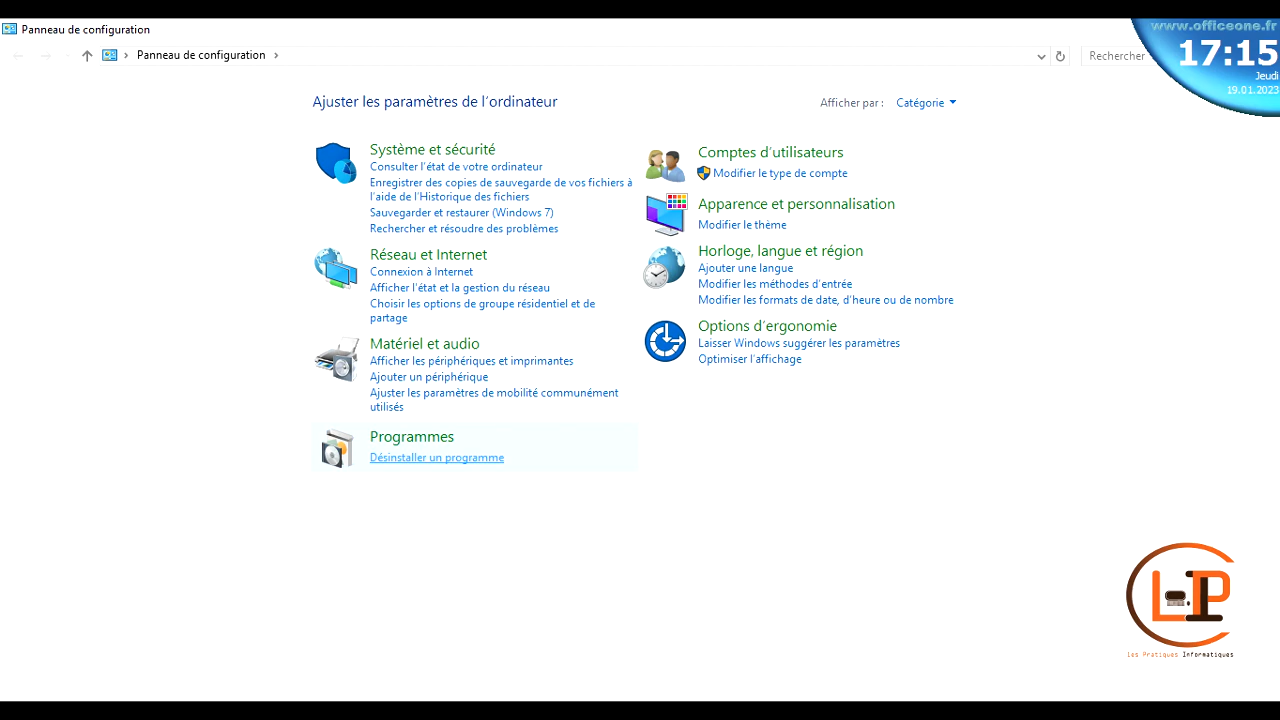 Panneau de configuration
www.officeone.fr
17:15
Jeudi
19.01.2023
Panneau de configuration
Rechercher
Ajuster les paramètres de l'ordinateur
Afficher par : Catégorie
Système et sécurité
Consulter l'état de votre ordinateur
Enregistrer des copies de sauvegarde de vos fichiers à
l'aide de l'Historique des fichiers
Sauvegarder et restaurer (Windows 7)
Rechercher et résoudre des problèmes
Réseau et Internet
Connexion à Internet
Afficher l'état et la gestion du réseau
Choisir les options de groupe résidentiel et de
partage
Matériel et audio
Afficher les périphériques et imprimantes
Ajouter un périphérique
Ajuster les paramètres de mobilité communément
utilisés
Programmes
Désinstaller un programme
Comptes d'utilisateurs
Modifier le type de compte
Apparence et personnalisation
Modifier le thème
Horloge, langue et région
Ajouter une langue
Modifier les méthodes d'entrée
Modifier les formats de date, d'heure ou de nombre
Options d'ergonomie
Laisser Windows suggérer les paramètres
Optimiser l'affichage
L.IP
Les Pratiques Informatiques